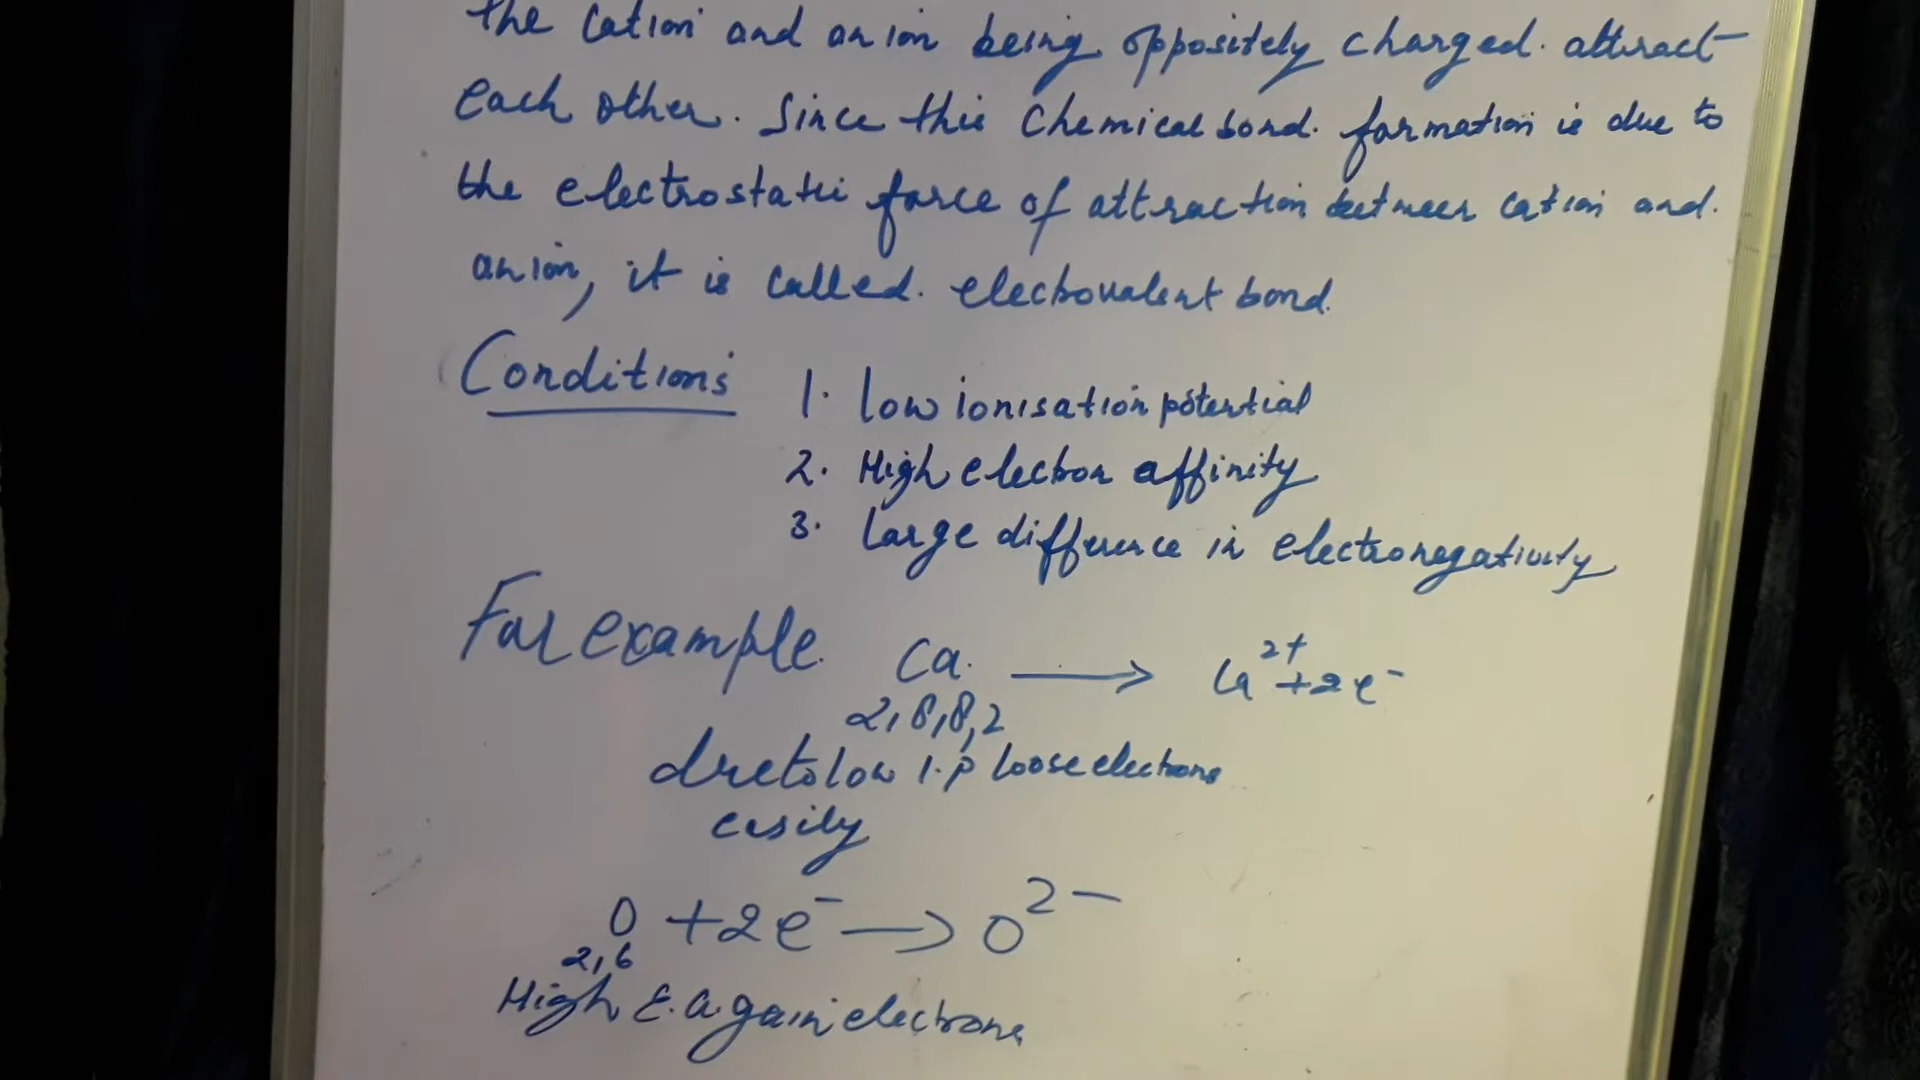 the cation and anion being oppositely charged. attract
each other. Since this Chemical bond. formation is due to
the electrostatic force of attraction between cation and.
anion, it is called. electrovalent bond.
Conditions
1. low ionisation potential
2. High electron affinity
3. large difference in electronegativity
For example. Ca. → Ca²⁺ + 2e⁻
2,8,8,2
due to low I.P loose electrons
easily
O + 2e⁻ → O²⁻
2,6
High E.a gain electrons